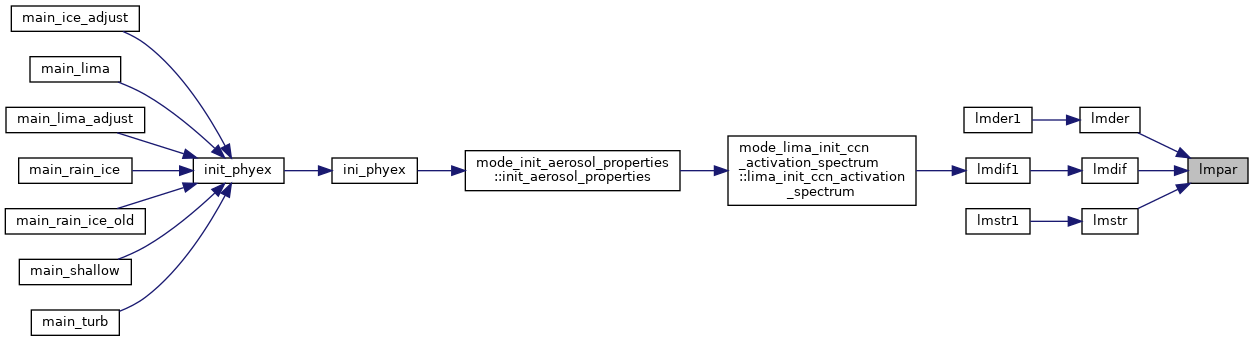 main_ice_adjust
main_lima
main_lima_adjust
main_rain_ice
main_rain_ice_old
main_shallow
main_turb
init_phyex
ini_phyex
mode_init_aerosol_properties
::init_aerosol_properties
mode_lima_init_ccn
_activation_spectrum
::lima_init_ccn_activation
_spectrum
lmder1
lmdif1
lmstr1
lmder
lmdif
lmstr
lmpar